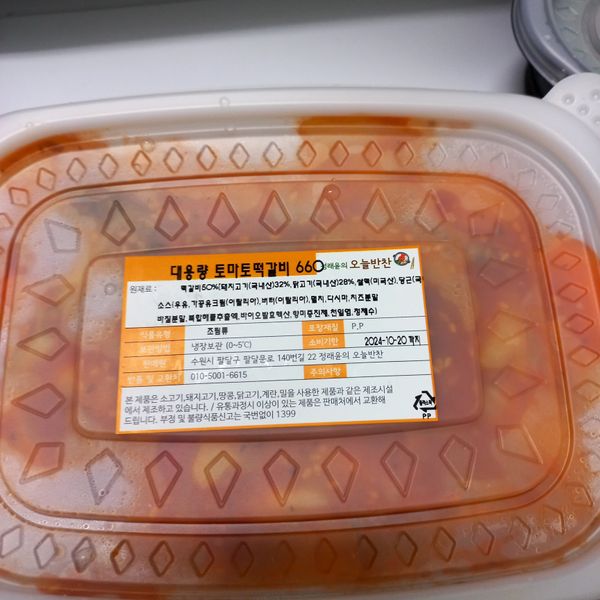 대용량 토마토떡갈비 660 정래윤의 오늘반찬
원재료 :
떡갈비50%(돼지고기(국내산)32%,닭고기(국내산)28%,쌀떡(미국산),당근(국
소스(우유,가공유크림(이탈리아),버터(이탈리아),멸치,다시마,치즈분말
바질분말,복합해물추출액,바이오발효엑산,향미증진제,천일염,정제수)
식품유형 조림류 포장재질 P.P
보관방법 냉장보관 (0~5℃) 소비기한 2024-10-20 까지
판매원 수원시 팔달구 팔달문로 140번길 22 정래윤의 오늘반찬
반품 및 교환처 010-5001-6615 주의사항
본 제품은 소고기,돼지고기,땅콩,닭고기,계란,밀을 사용한 제품과 같은 제조시설
에서 제조하고 있습니다. / 유통과정시 이상이 있는 제품은 판매처에서 교환해
드립니다. 부정 및 불량식품신고는 국번없이 1399
PP